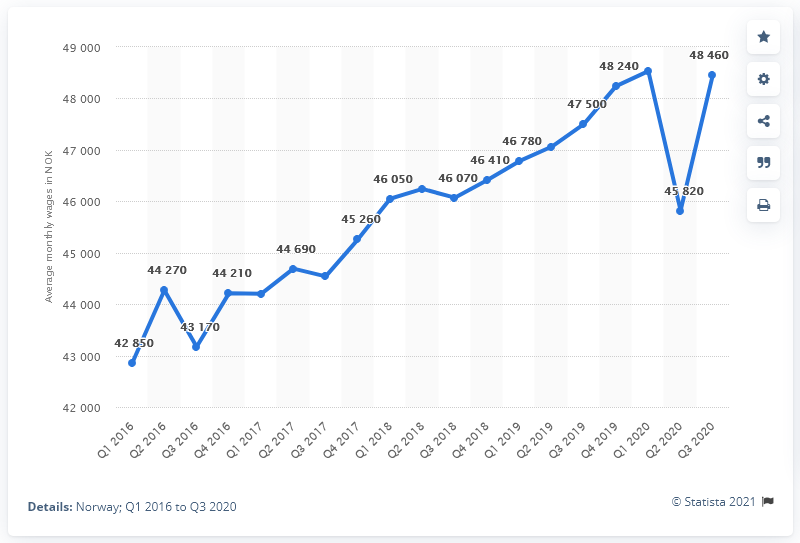 49 000
48 000
47 000
46 000
45 000
44 000
43 000
42 000
Average monthly wages in NOK
42 850
44 270
43 170
44 210
44 690
45 260
46 050
46 070
46 410
46 780
47 500
48 240
45 820
48 460
Q1 2016
Q2 2016
Q3 2016
Q4 2016
Q1 2017
Q2 2017
Q3 2017
Q4 2017
Q1 2018
Q2 2018
Q3 2018
Q4 2018
Q1 2019
Q2 2019
Q3 2019
Q4 2019
Q1 2020
Q2 2020
Q3 2020
Details: Norway; Q1 2016 to Q3 2020
© Statista 2021